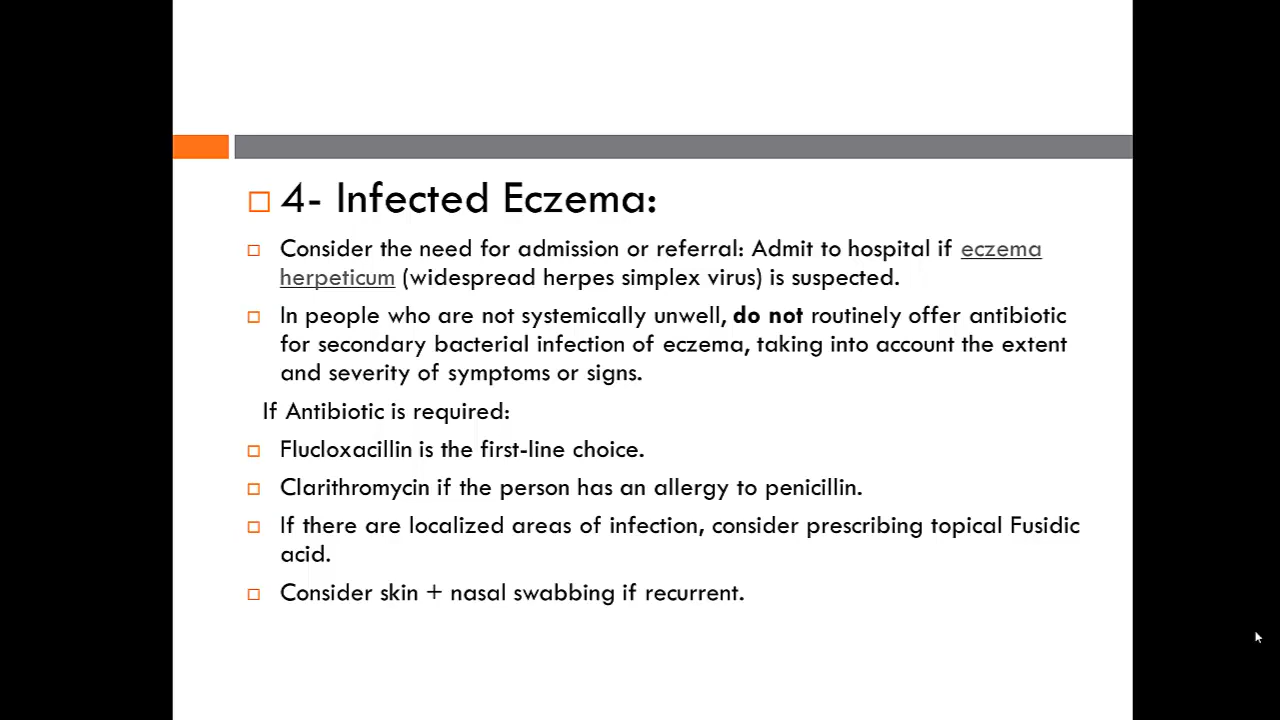 4- Infected Eczema:
Consider the need for admission or referral: Admit to hospital if eczema
herpeticum (widespread herpes simplex virus) is suspected.
In people who are not systemically unwell, do not routinely offer antibiotic
for secondary bacterial infection of eczema, taking into account the extent
and severity of symptoms or signs.
If Antibiotic is required:
Flucloxacillin is the first-line choice.
Clarithromycin if the person has an allergy to penicillin.
If there are localized areas of infection, consider prescribing topical Fusidic
acid.
Consider skin + nasal swabbing if recurrent.